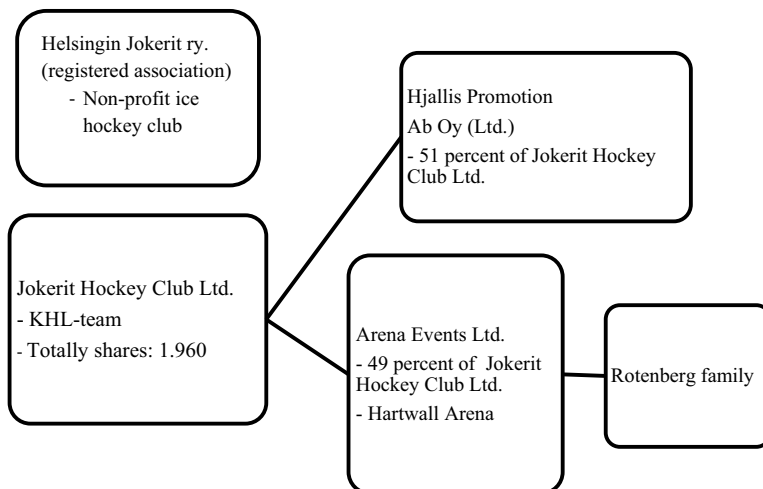 Helsingin Jokerit ry.
(registered association)
- Non-profit ice
hockey club
Hjallis Promotion
Ab Oy (Ltd.)
- 51 percent of Jokerit Hockey
Club Ltd.
Jokerit Hockey Club Ltd.
- KHL-team
- Totally shares: 1.960
Arena Events Ltd.
- 49 percent of Jokerit
Hockey Club Ltd.
- Hartwall Arena
Rotenberg family